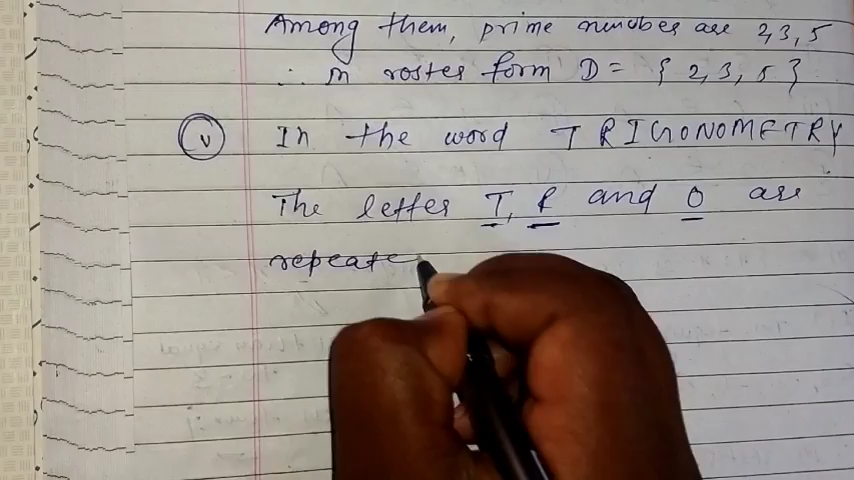 Among them, prime numbers are 2,3,5
∴ In roster form D = { 2, 3, 5 }
(v) In the word TRIGONOMETRY
The letter T, R and O are
repeate